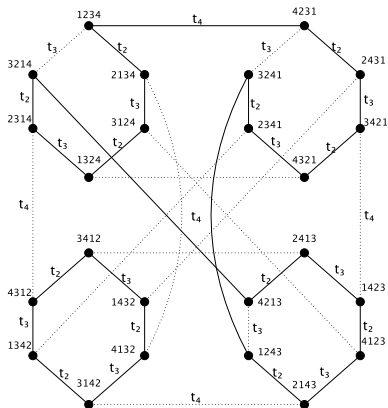 1234 t₄ 4231
t₃ t₂ t₃ t₂
3214 2134 3241 2431
t₂ t₃ t₂ t₃
2314 3124 2341 3421
t₃ t₂ t₃ t₂
1324 4321
t₄ t₄ t₄
3412 2413
t₂ t₃ t₂ t₃
4312 1432 4213 1423
t₃ t₂ t₃ t₂
1342 4132 1243 4123
t₂ t₃ t₂ t₃
3142 t₄ 2143